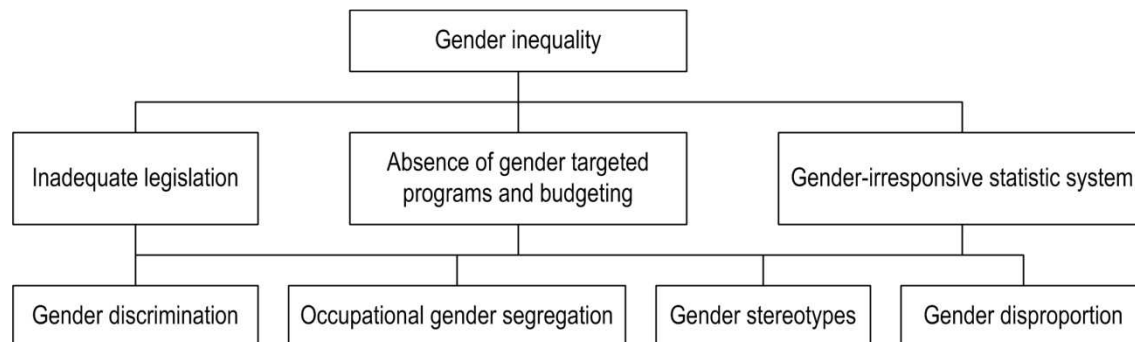 Gender inequality
Inadequate legislation
Absence of gender targeted
programs and budgeting
Gender-irresponsive statistic system
Gender discrimination
Occupational gender segregation
Gender stereotypes
Gender disproportion